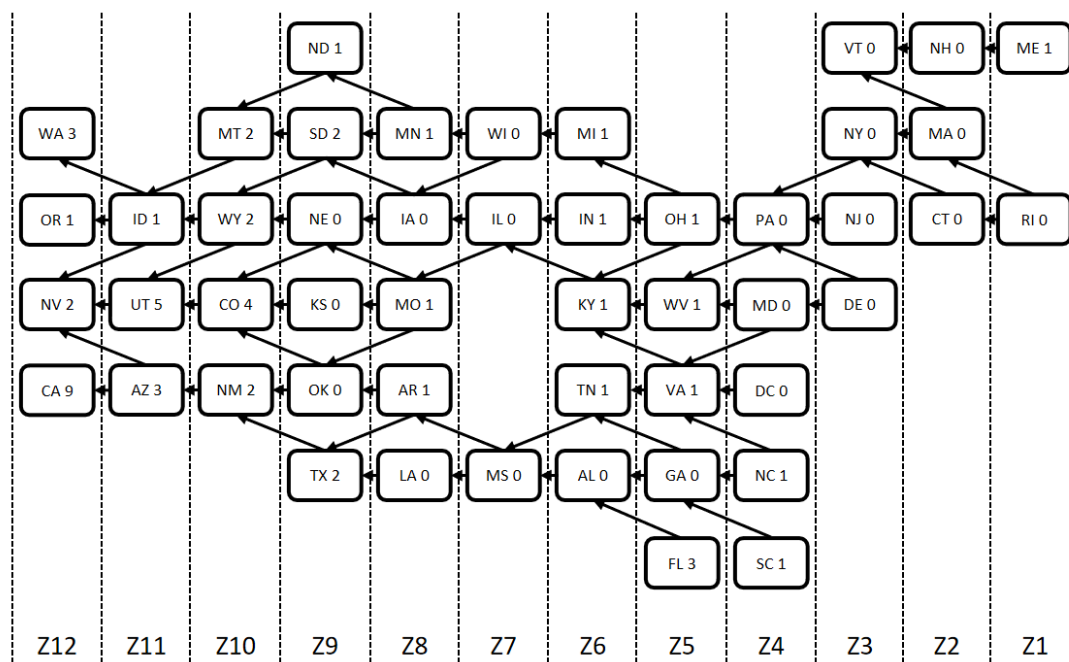 ND 1 VT 0 NH 0 ME 1
WA 3 MT 2 SD 2 MN 1 WI 0 MI 1 NY 0 MA 0
OR 1 ID 1 WY 2 NE 0 IA 0 IL 0 IN 1 OH 1 PA 0 NJ 0 CT 0 RI 0
NV 2 UT 5 CO 4 KS 0 MO 1 KY 1 WV 1 MD 0 DE 0
CA 9 AZ 3 NM 2 OK 0 AR 1 TN 1 VA 1 DC 0
TX 2 LA 0 MS 0 AL 0 GA 0 NC 1
FL 3 SC 1
Z12 Z11 Z10 Z9 Z8 Z7 Z6 Z5 Z4 Z3 Z2 Z1